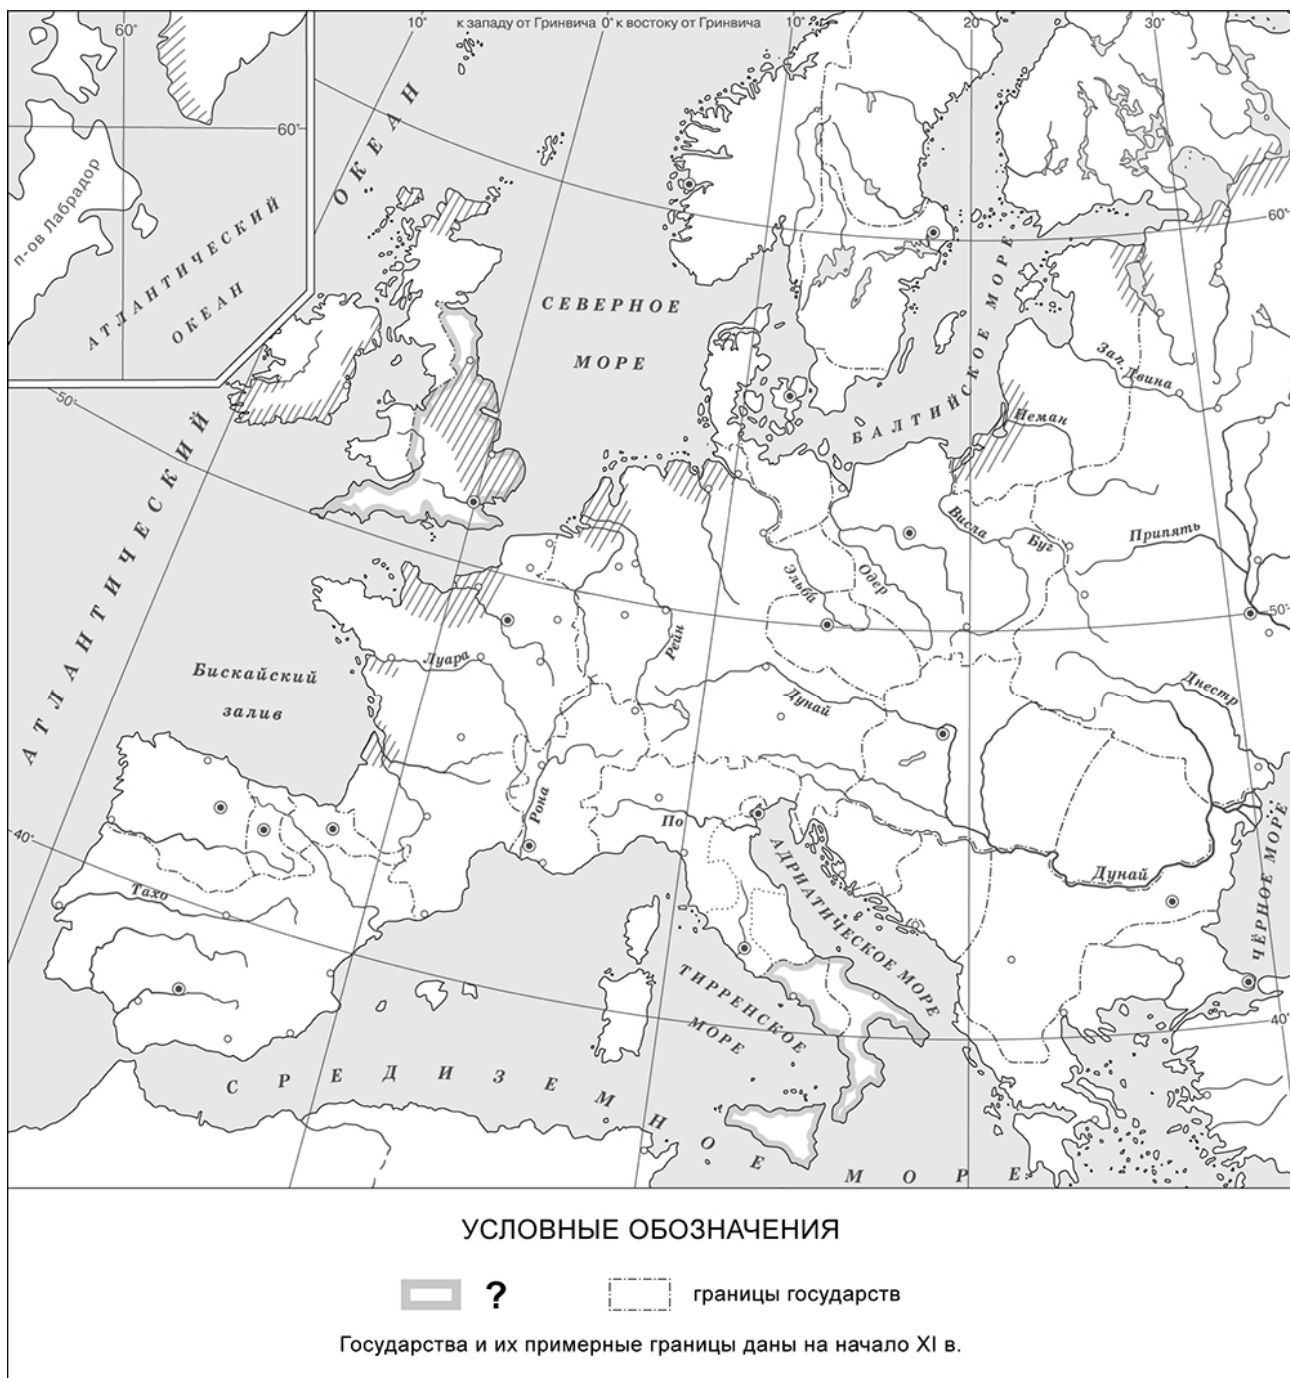 10° к западу от Гринвича 0° к востоку от Гринвича 10° 20° 30°
60°
60°
п-ов Лабрадор
АТЛАНТИЧЕСКИЙ
ОКЕАН
АТЛАНТИЧЕСКИЙ
ОКЕАН
60°
СЕВЕРНОЕ
МОРЕ
БАЛТИЙСКОЕ МОРЕ
Зап. Двина
Неман
50°
Висла
Буг
Припять
Эльба
Одер
50°
Рейн
Луара
Бискайский
залив
Дунай
Днестр
Рона
По
40°
Тахо
АДРИАТИЧЕСКОЕ МОРЕ
Дунай
ЧЁРНОЕ МОРЕ
ТИРРЕНСКОЕ
МОРЕ
40°
СРЕДИЗЕМНОЕ МОРЕ
УСЛОВНЫЕ ОБОЗНАЧЕНИЯ
? границы государств
Государства и их примерные границы даны на начало XI в.